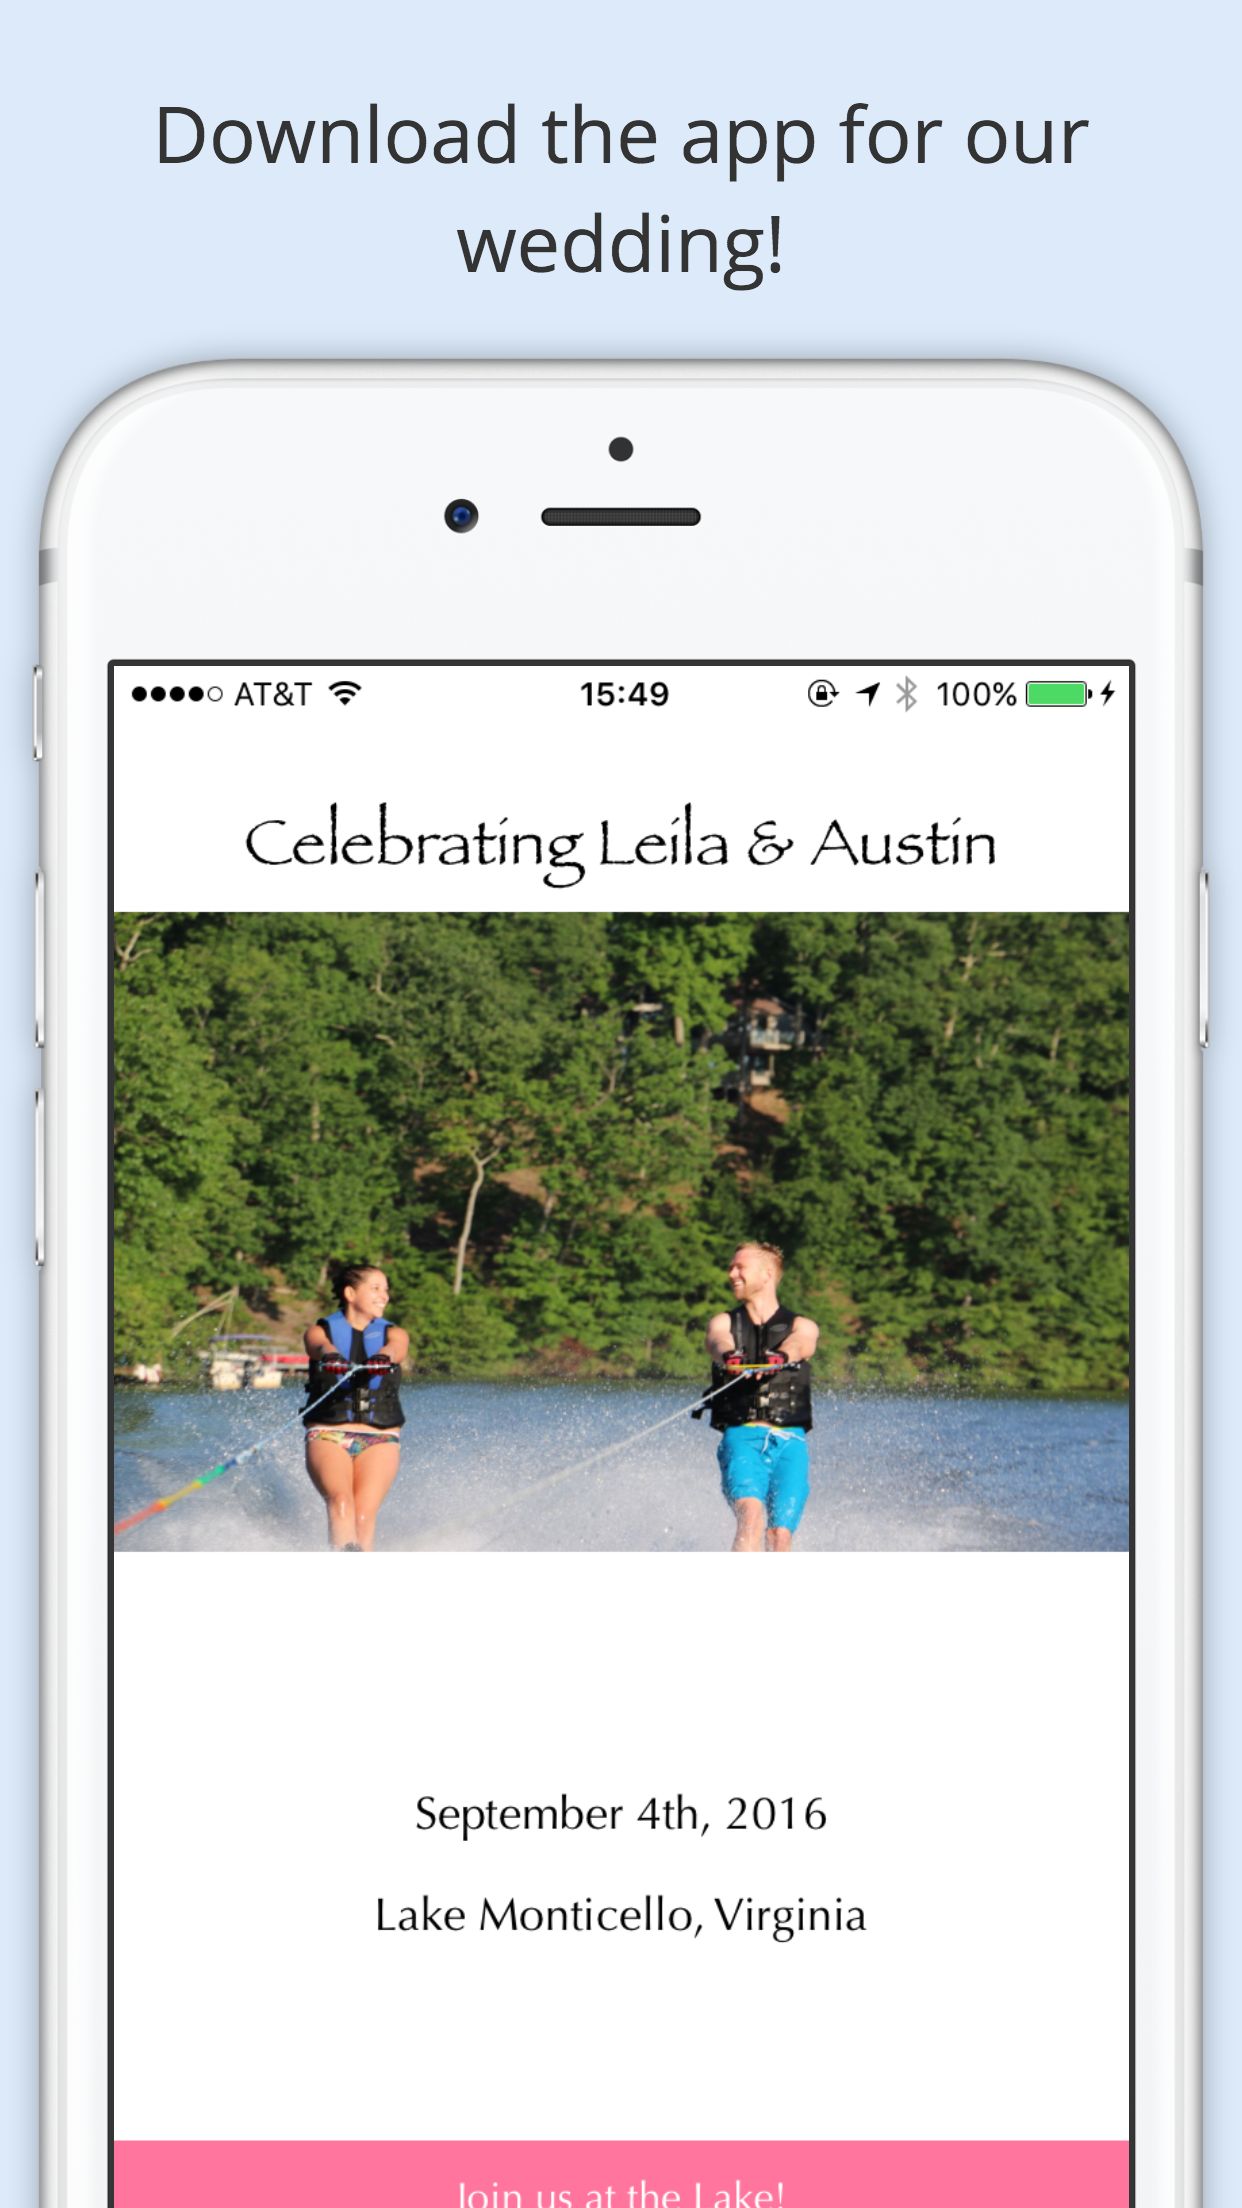 Download the app for our
wedding!
AT&T 15:49 100%
Celebrating Leila & Austin
September 4th, 2016
Lake Monticello, Virginia
Join us at the Lake!